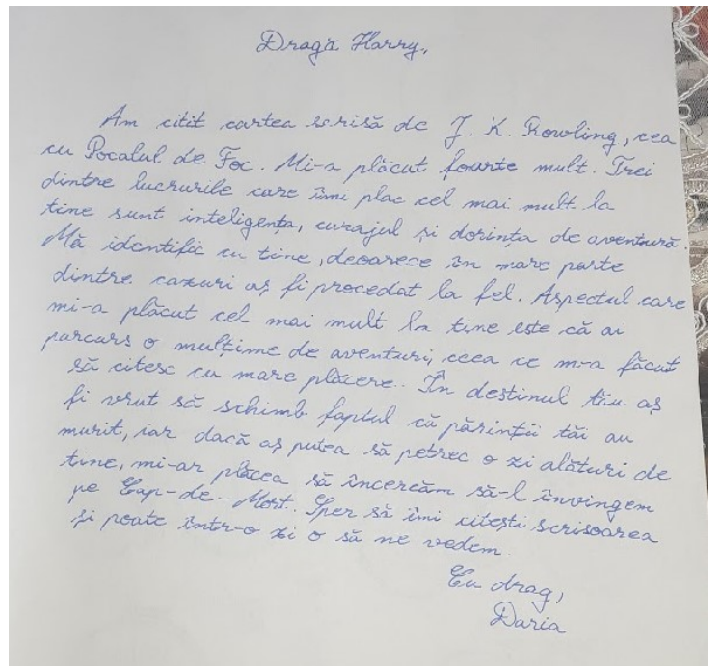 Dragă Harry,
Am citit cartea scrisă de J. K. Rowling, cea
cu Pocalul de Foc. Mi-a plăcut foarte mult. Trei
dintre lucrurile care îmi plac cel mai mult la
tine sunt inteligența, curajul și dorința de aventură.
Mă identific cu tine, deoarece în mare parte
dintre cazuri aș fi procedat la fel. Aspectul care
mi-a plăcut cel mai mult la tine este că ai
parcurs o mulțime de aventuri, ceea ce m-a făcut
să citesc cu mare plăcere. În destinul tău aș
fi vrut să schimb faptul că părinții tăi au
murit, iar dacă aș putea să petrec o zi alături de
tine, mi-ar plăcea să încercăm să-l învingem
pe Cap-de-Mort. Sper să îmi citești scrisoarea
și poate într-o zi o să ne vedem.
Cu drag,
Daria